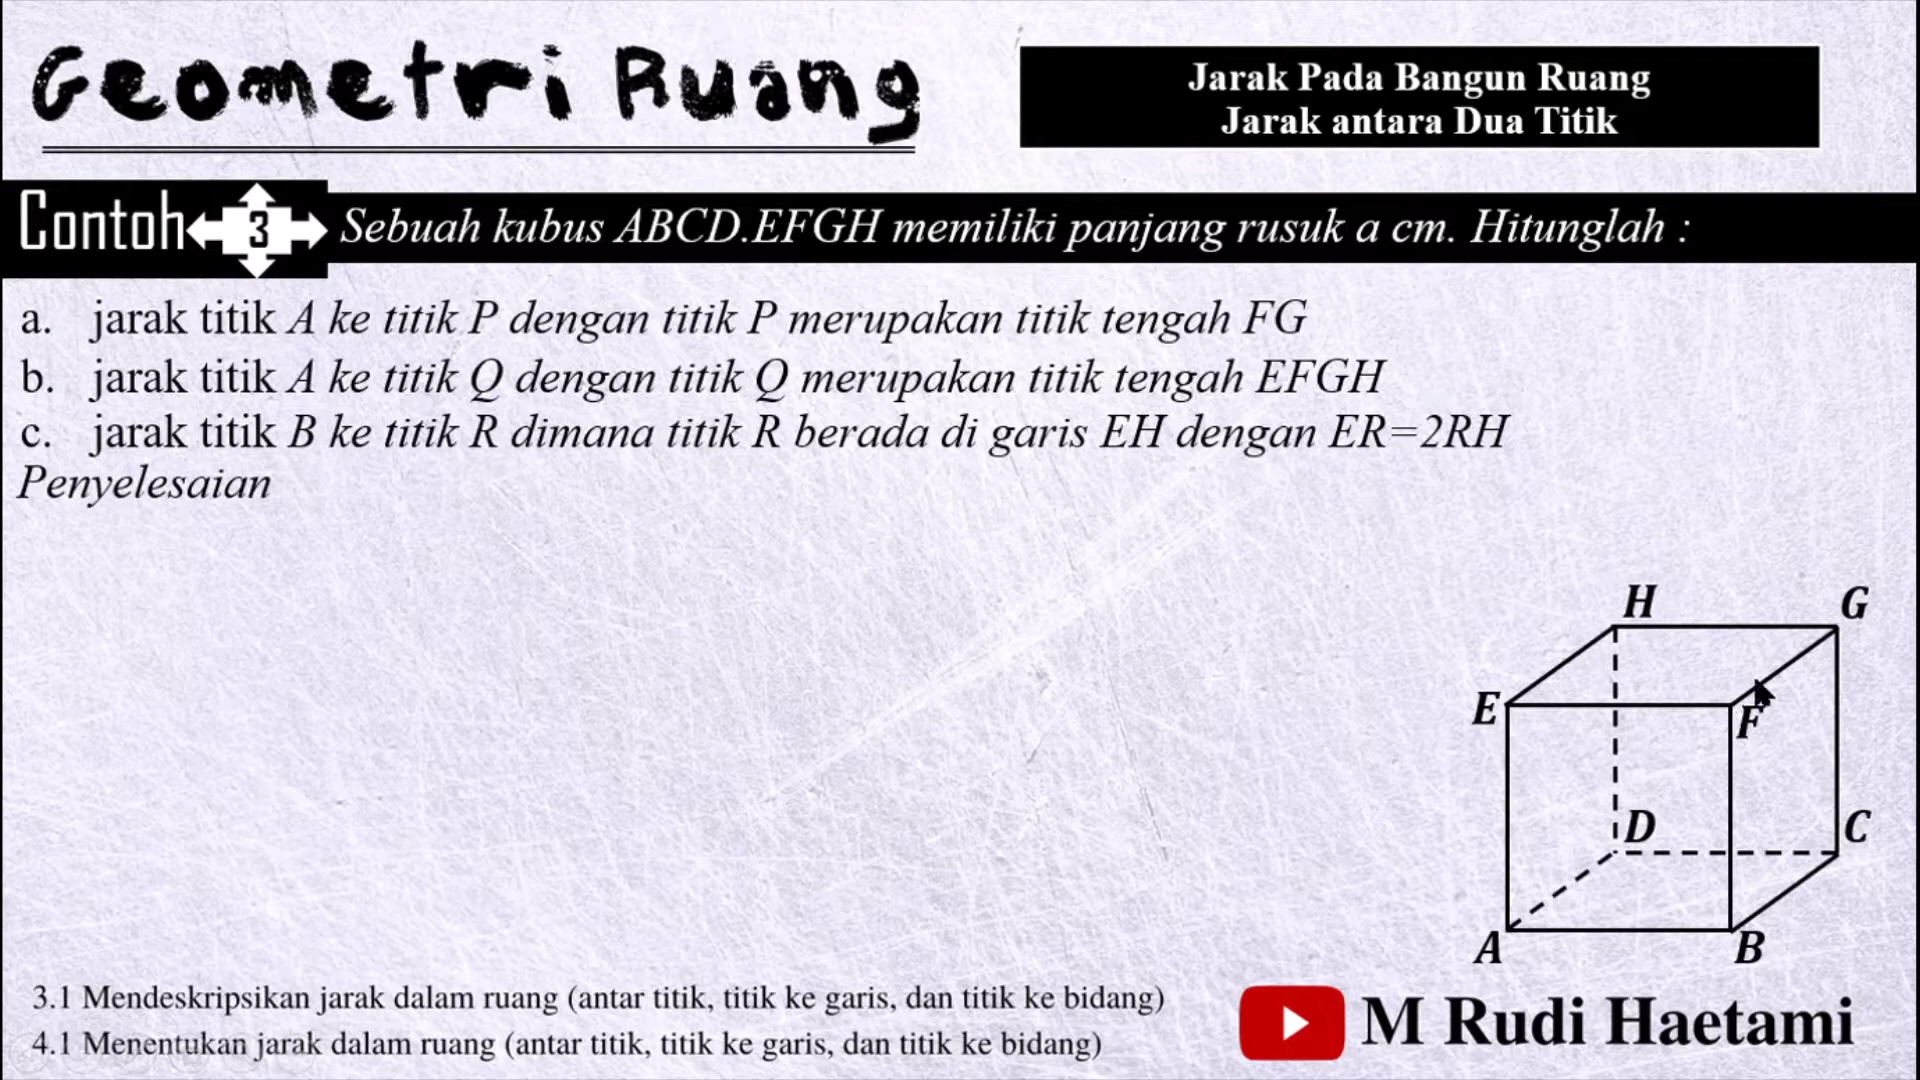 Geometri Ruang
Jarak Pada Bangun Ruang
Jarak antara Dua Titik
Contoh 3 Sebuah kubus ABCD.EFGH memiliki panjang rusuk a cm. Hitunglah :
a. jarak titik A ke titik P dengan titik P merupakan titik tengah FG
b. jarak titik A ke titik Q dengan titik Q merupakan titik tengah EFGH
c. jarak titik B ke titik R dimana titik R berada di garis EH dengan ER=2RH
Penyelesaian
H G
E F
D C
A B
3.1 Mendeskripsikan jarak dalam ruang (antar titik, titik ke garis, dan titik ke bidang)
4.1 Menentukan jarak dalam ruang (antar titik, titik ke garis, dan titik ke bidang)
M Rudi Haetami